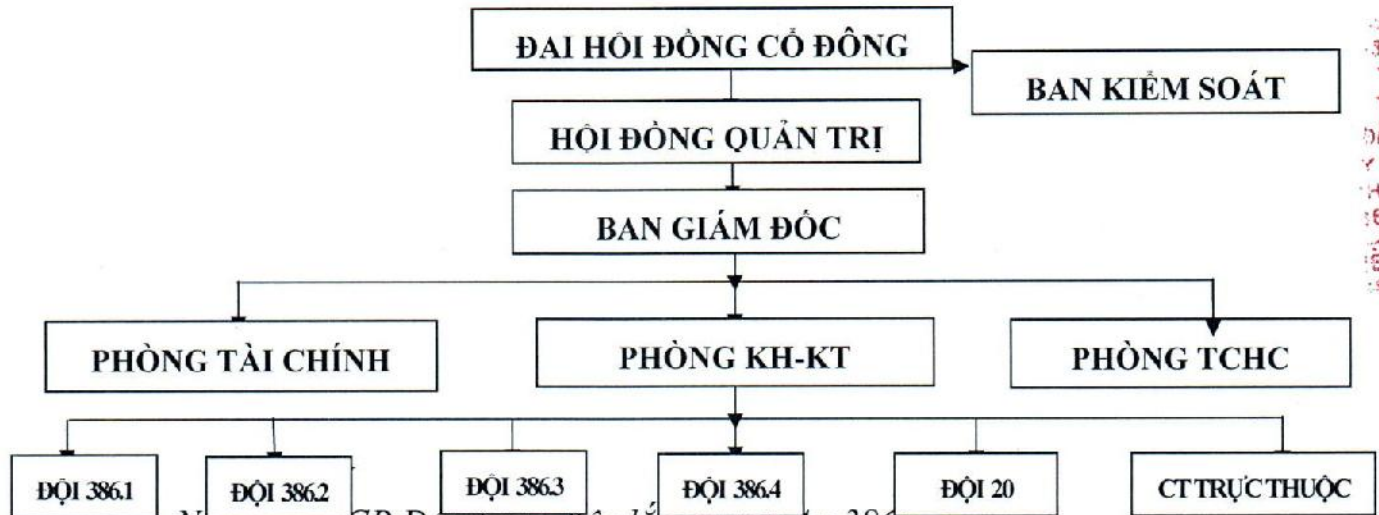 ĐAI HÔI ĐỒNG CỔ ĐÔNG
BAN KIỂM SOÁT
HỘI ĐỒNG QUẢN TRỊ
BAN GIÁM ĐỐC
PHÒNG TÀI CHÍNH
PHÒNG KH-KT
PHÒNG TCHC
ĐỘI 386.1
ĐỘI 386.2
ĐỘI 386.3
ĐỘI 386.4
ĐỘI 20
CT TRỰC THUỘC